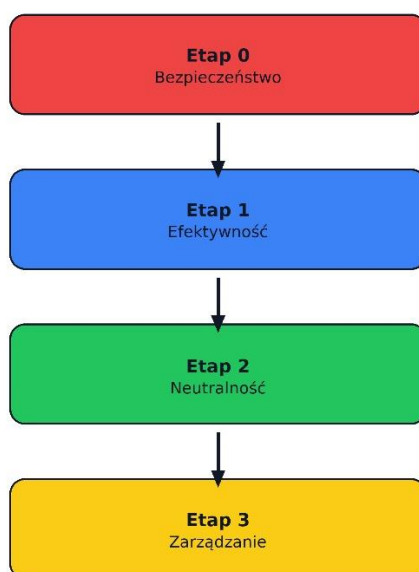 Etap 0
Bezpieczeństwo
Etap 1
Efektywność
Etap 2
Neutralność
Etap 3
Zarządzanie